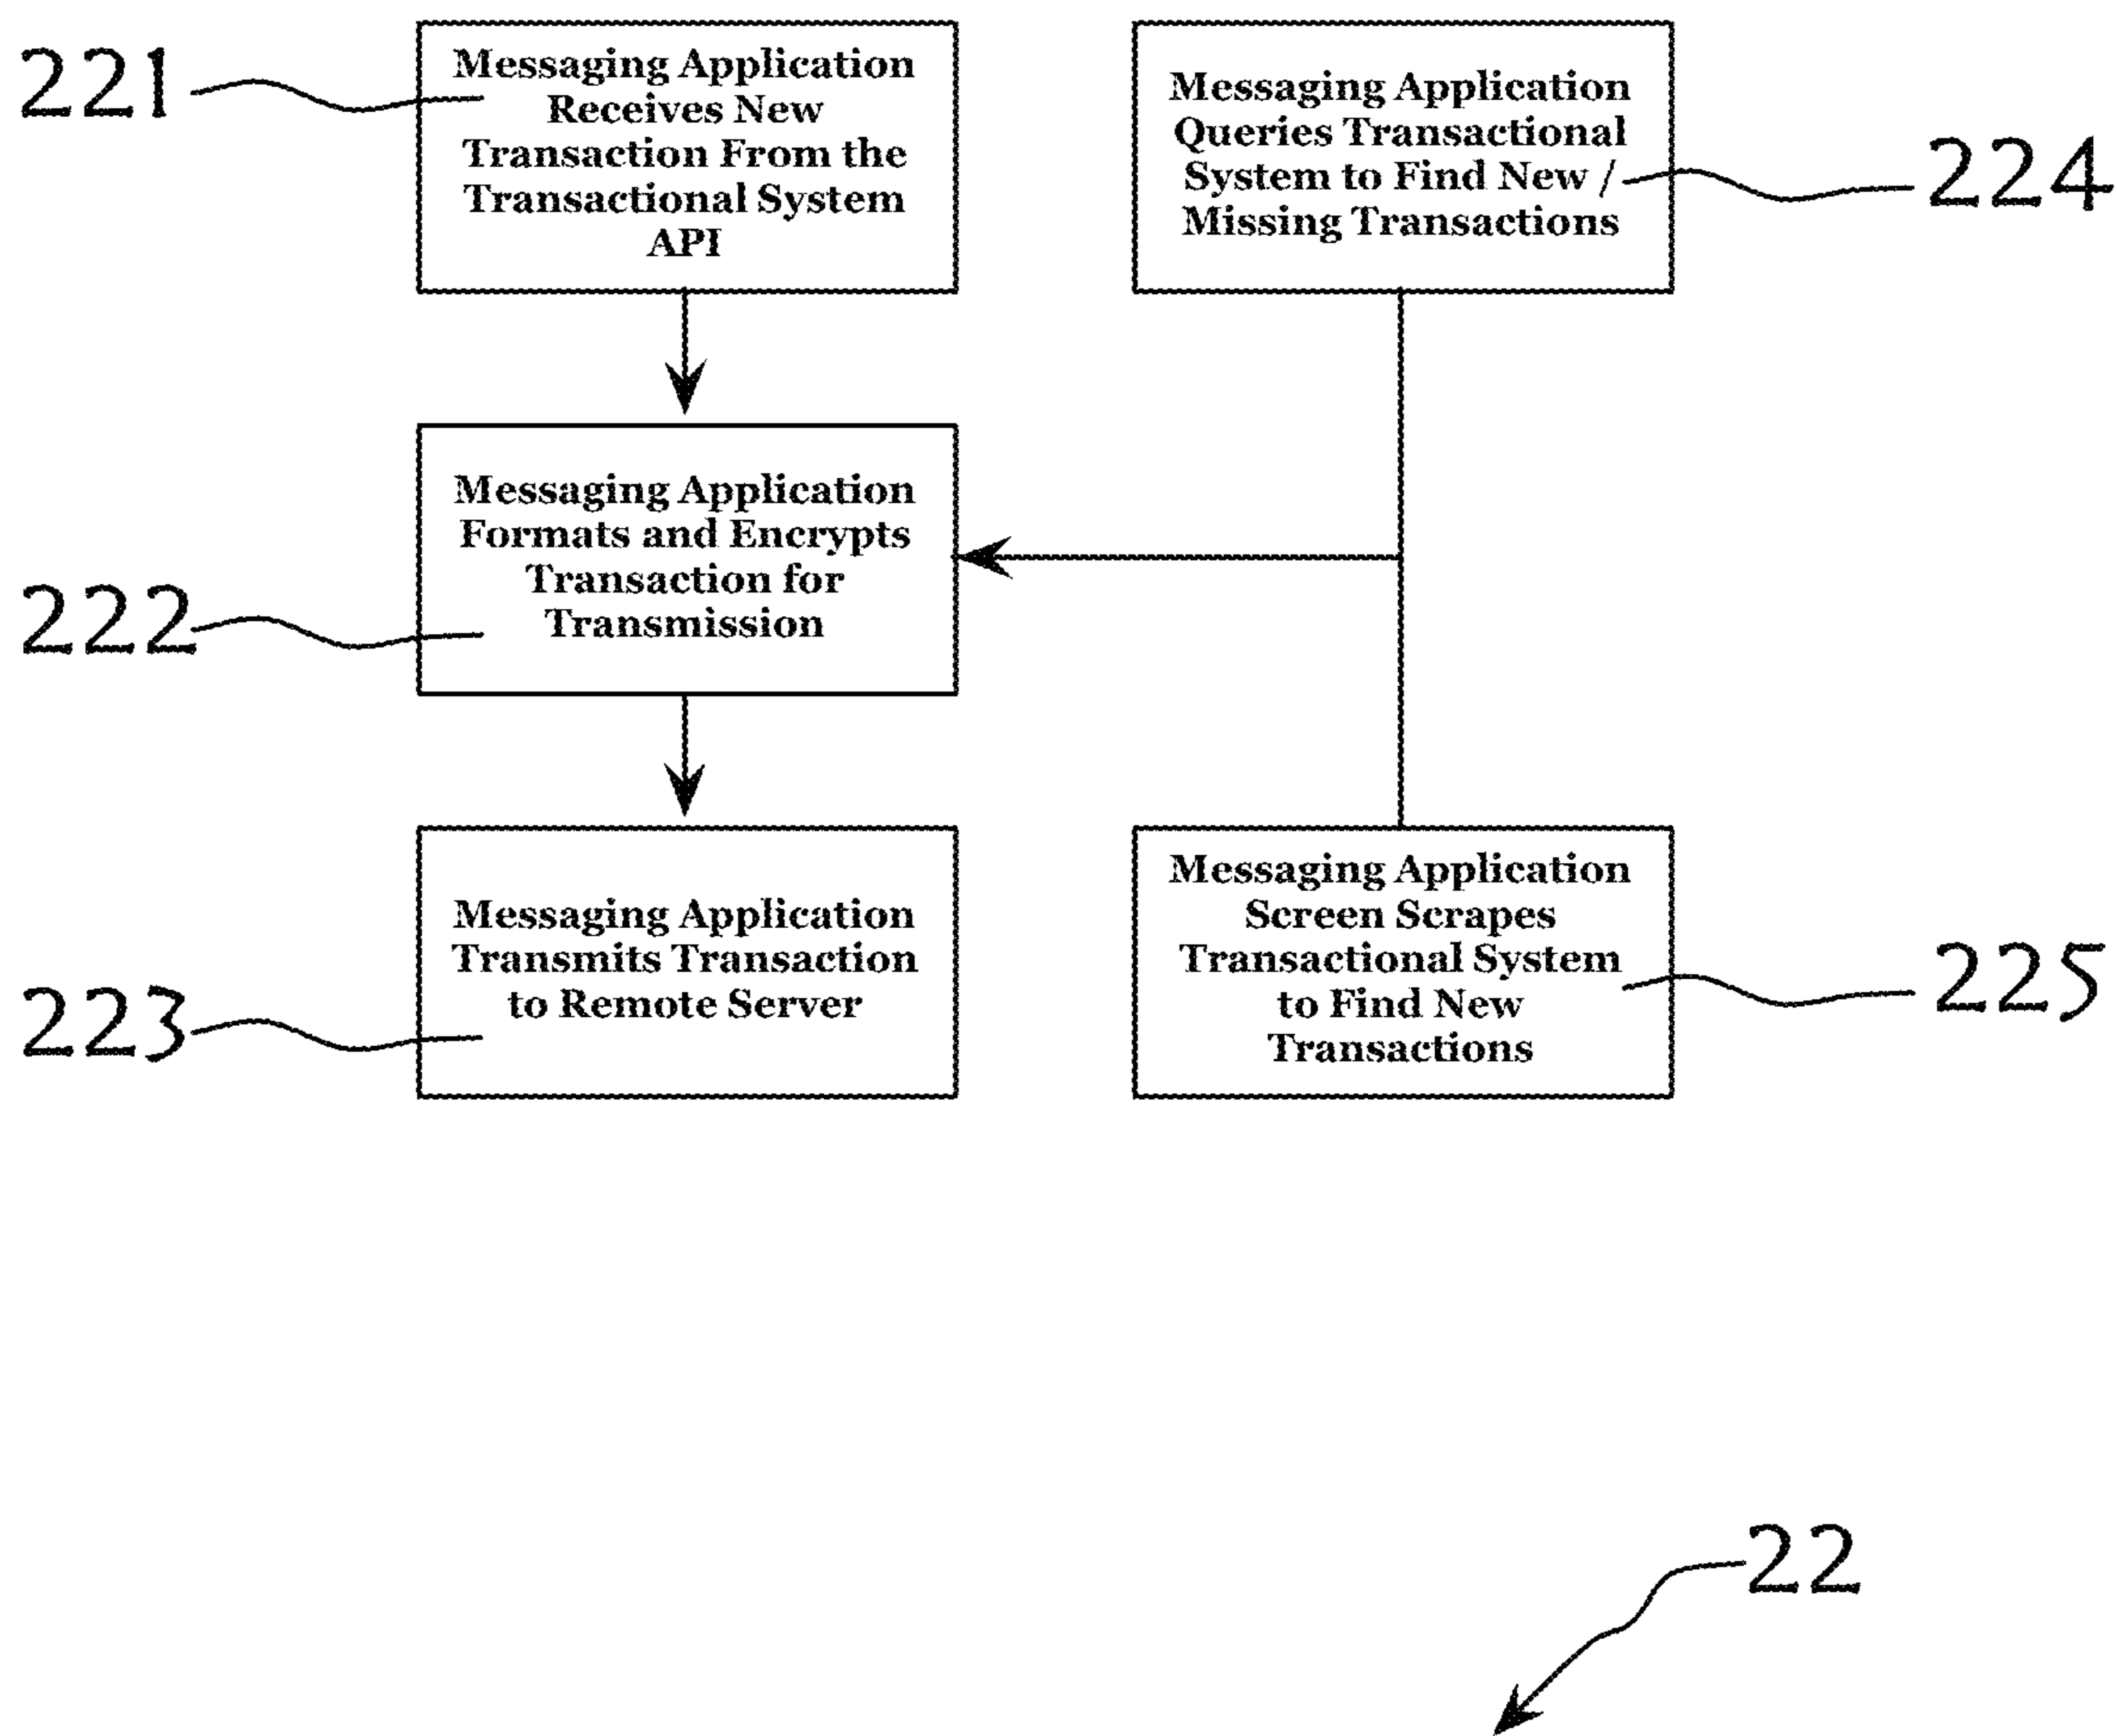 221
Messaging Application
Receives New
Transaction From the
Transactional System
API
Messaging Application
Queries Transactional
System to Find New /
Missing Transactions
224
222
Messaging Application
Formats and Encrypts
Transaction for
Transmission
223
Messaging Application
Transmits Transaction
to Remote Server
Messaging Application
Screen Scrapes
Transactional System
to Find New
Transactions
225
22